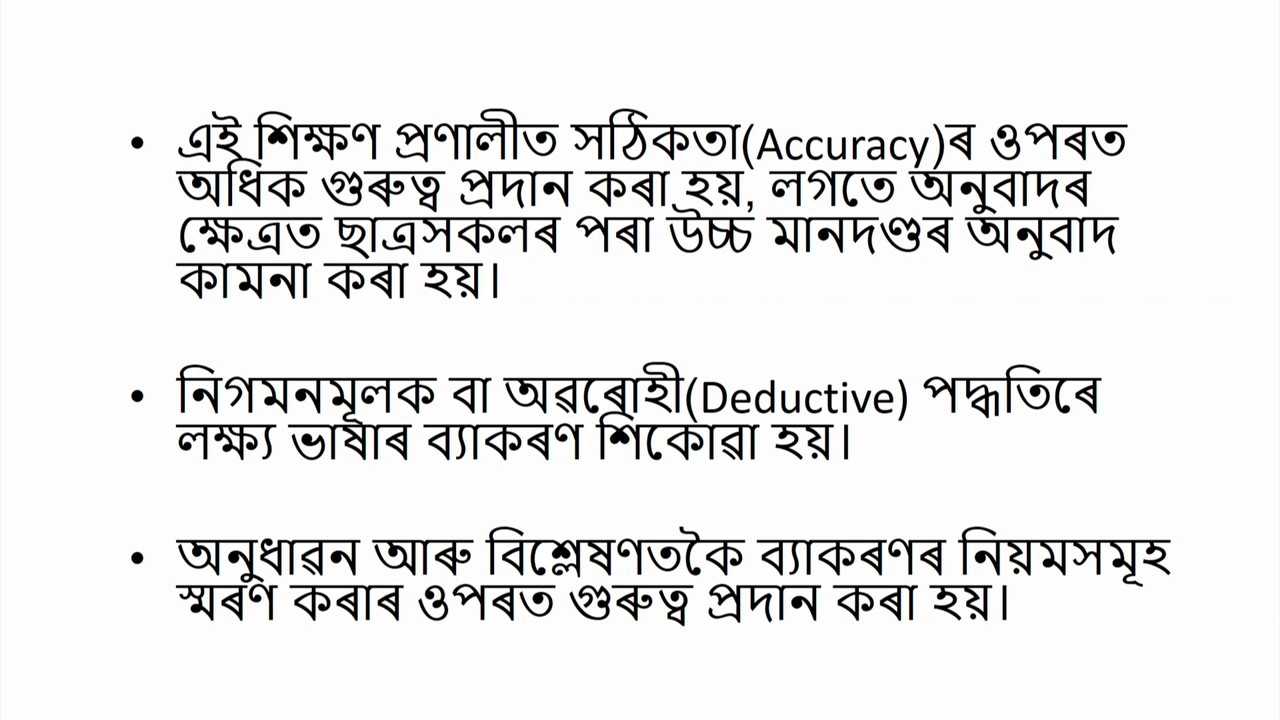 • এই শিক্ষণ প্ৰণালীত সঠিকতা(Accuracy)ৰ ওপৰত
অধিক গুৰুত্ব প্ৰদান কৰা হয়, লগতে অনুবাদৰ
ক্ষেত্ৰত ছাত্ৰসকলৰ পৰা উচ্চ মানদণ্ডৰ অনুবাদ
কামনা কৰা হয়।
• নিগমনমূলক বা অৱৰোহী(Deductive) পদ্ধতিৰে
লক্ষ্য ভাষাৰ ব্যাকৰণ শিকোৱা হয়।
• অনুধাৱন আৰু বিশ্লেষণতকৈ ব্যাকৰণৰ নিয়মসমূহ
স্মৰণ কৰাৰ ওপৰত গুৰুত্ব প্ৰদান কৰা হয়।